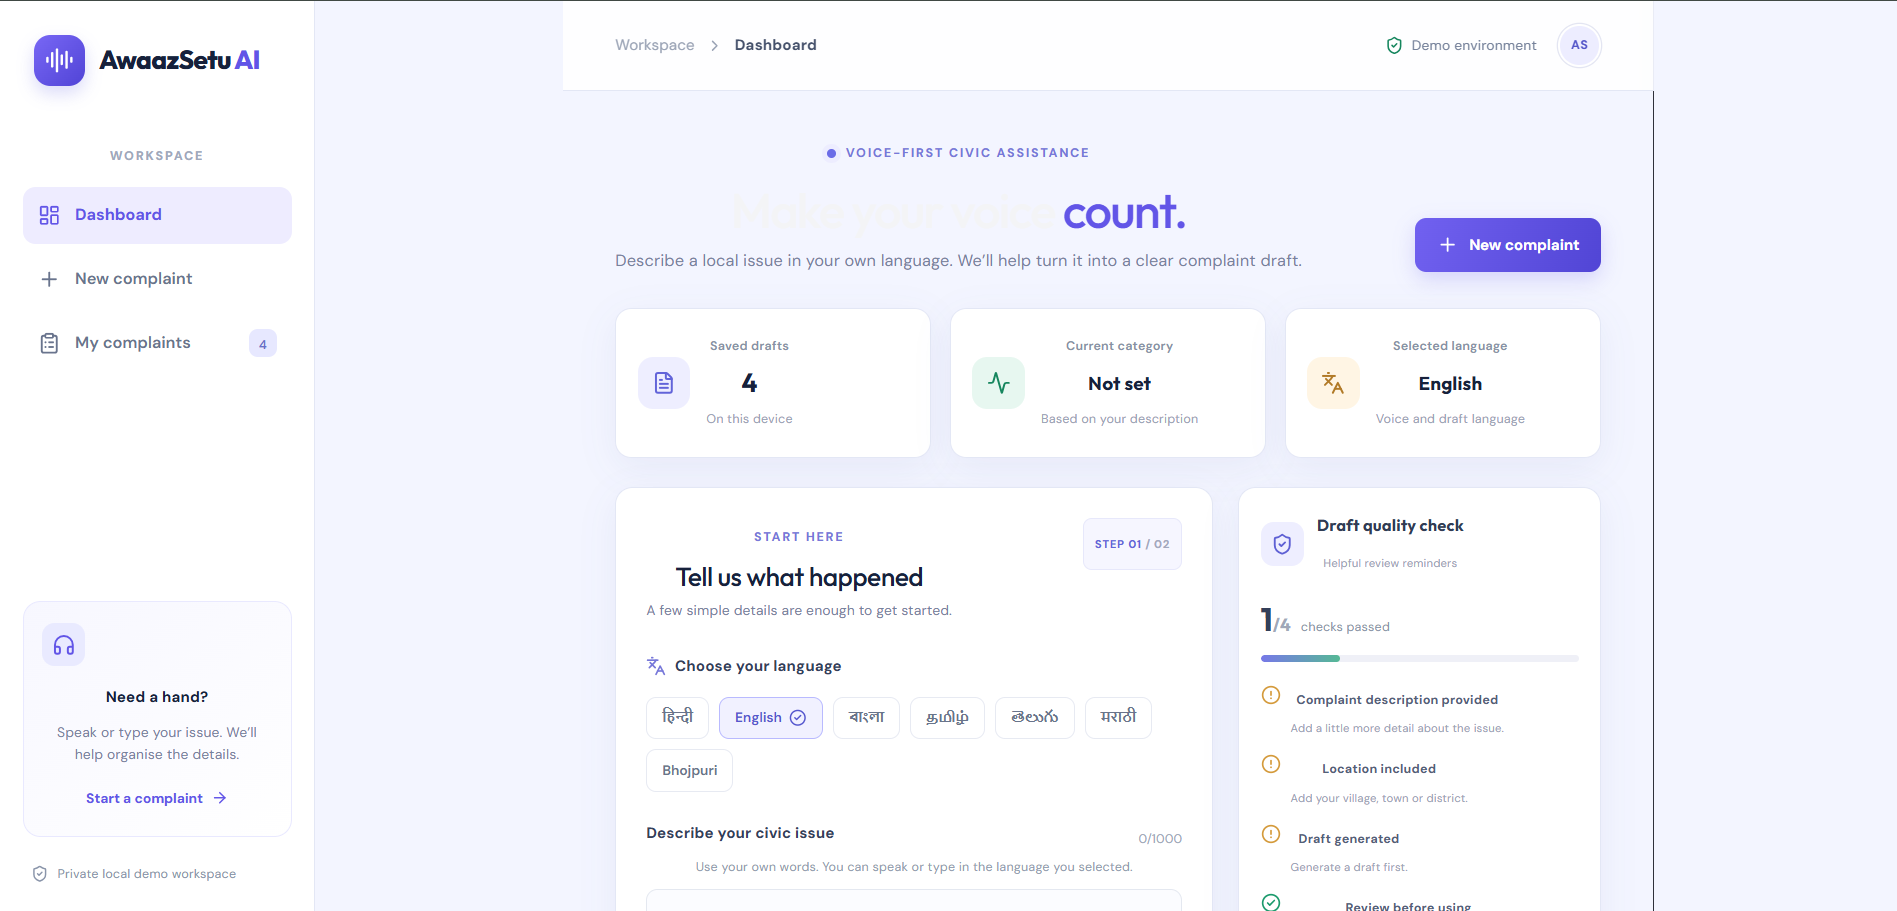 AwaazSetu AI
WORKSPACE
Dashboard
New complaint
My complaints
4
Need a hand?
Speak or type your issue. We'll
help organise the details.
Start a complaint
Private local demo workspace
Workspace > Dashboard
Demo environment
AS
VOICE-FIRST CIVIC ASSISTANCE
Make your voice count.
Describe a local issue in your own language. We'll help turn it into a clear complaint draft.
New complaint
Saved drafts
4
On this device
Current category
Not set
Based on your description
Selected language
English
Voice and draft language
START HERE
STEP 01 / 02
Tell us what happened
A few simple details are enough to get started.
Choose your language
हिन्दी
English
বাংলা
தமிழ்
తెలుగు
मराठी
Bhojpuri
Describe your civic issue
0/1000
Use your own words. You can speak or type in the language you selected.
Draft quality check
Helpful review reminders
1/4 checks passed
Complaint description provided
Add a little more detail about the issue.
Location included
Add your village, town or district.
Draft generated
Generate a draft first.
Review before using